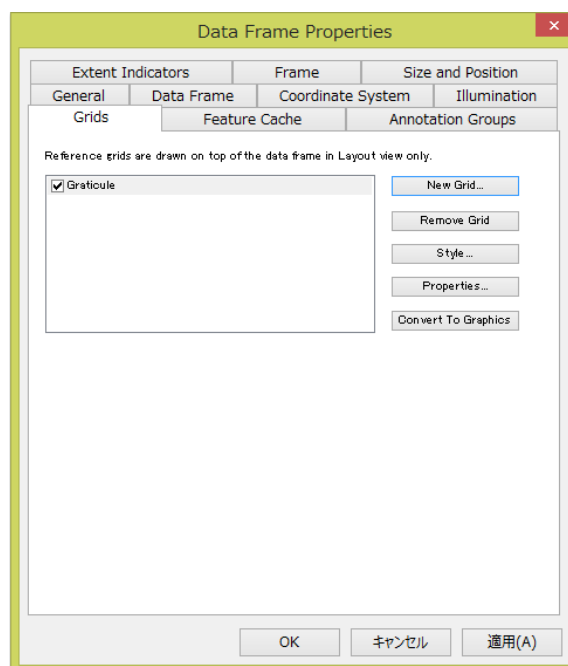 Data Frame Properties
Extent Indicators Frame Size and Position
General Data Frame Coordinate System Illumination
Grids Feature Cache Annotation Groups
Reference grids are drawn on top of the data frame in Layout view only.
Graticule
New Grid...
Remove Grid
Style...
Properties...
Convert To Graphics
OK キャンセル 適用(A)